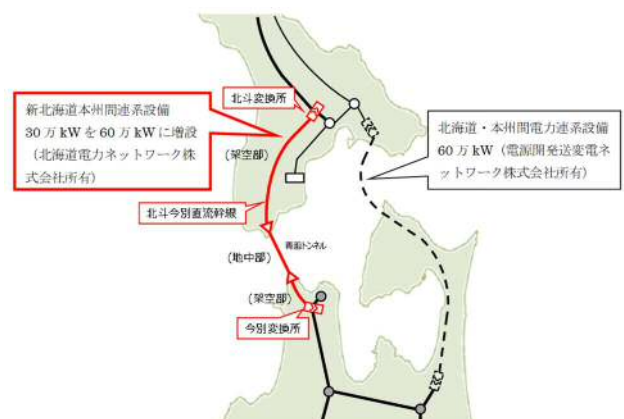 北斗変換所
新北海道本州間連系設備
30万kWを60万kWに増設
（北海道電力ネットワーク株
式会社所有）
北海道・本州間電力連系設備
60万kW（電源開発送変電ネ
ットワーク株式会社所有）
(架空部)
北斗今別直流幹線
青函トンネル
(地中部)
(架空部)
今別変換所